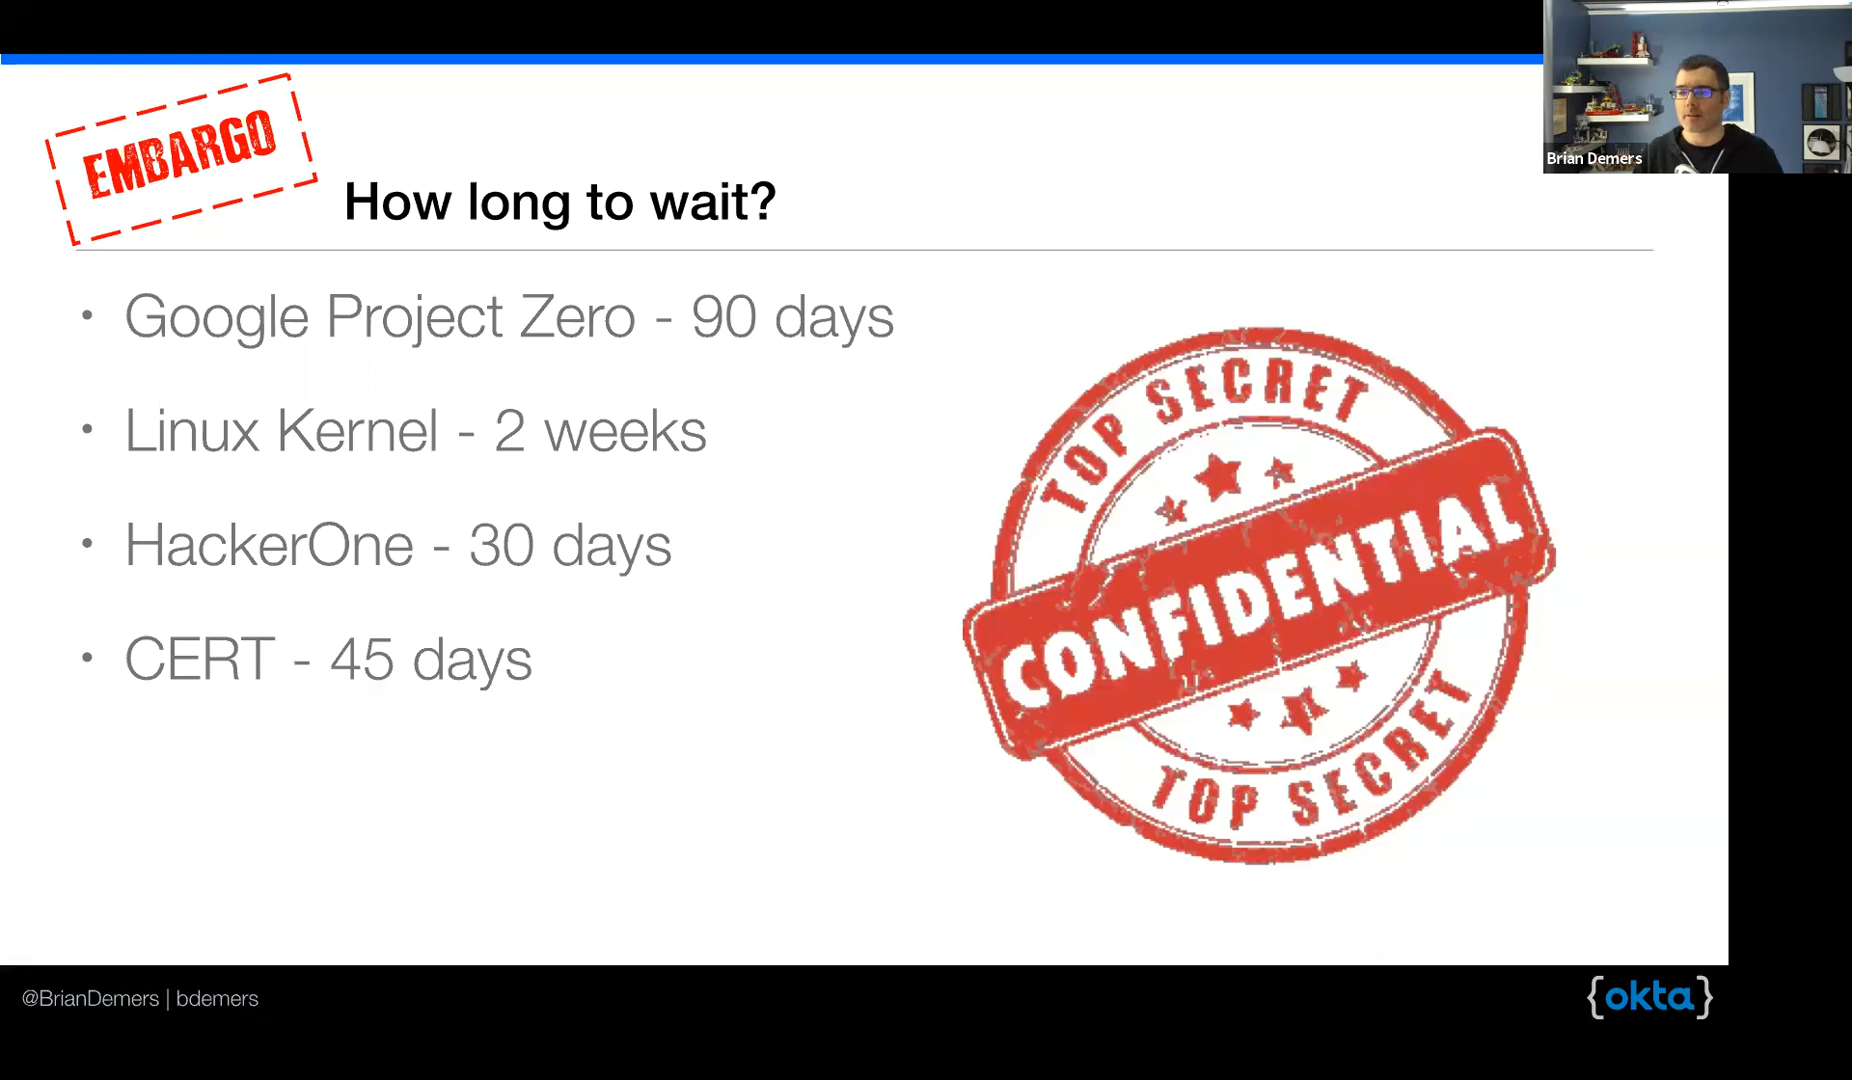 Brian Demers
EMBARGO
How long to wait?
• Google Project Zero - 90 days
• Linux Kernel - 2 weeks
• HackerOne - 30 days
• CERT - 45 days
TOP SECRET
CONFIDENTIAL
TOP SECRET
@BrianDemers | bdemers
{okta}